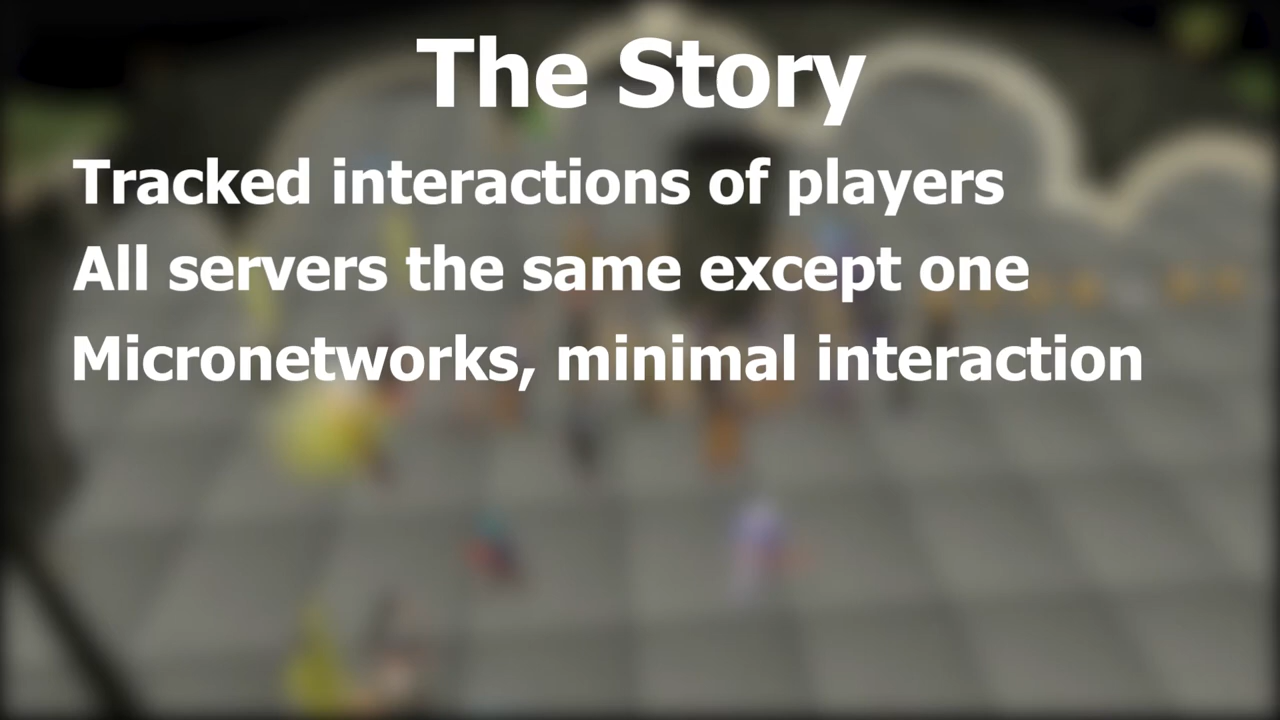 The Story
Tracked interactions of players
All servers the same except one
Micronetworks, minimal interaction